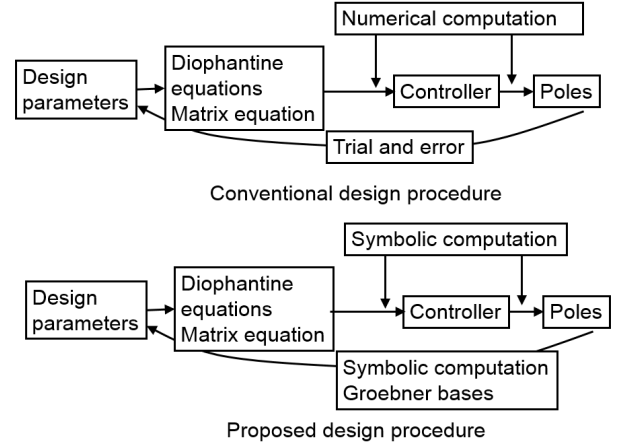 Numerical computation
Design
parameters
Diophantine
equations
Matrix equation
Controller
Poles
Trial and error
Conventional design procedure
Symbolic computation
Design
parameters
Diophantine
equations
Matrix equation
Controller
Poles
Symbolic computation
Groebner bases
Proposed design procedure